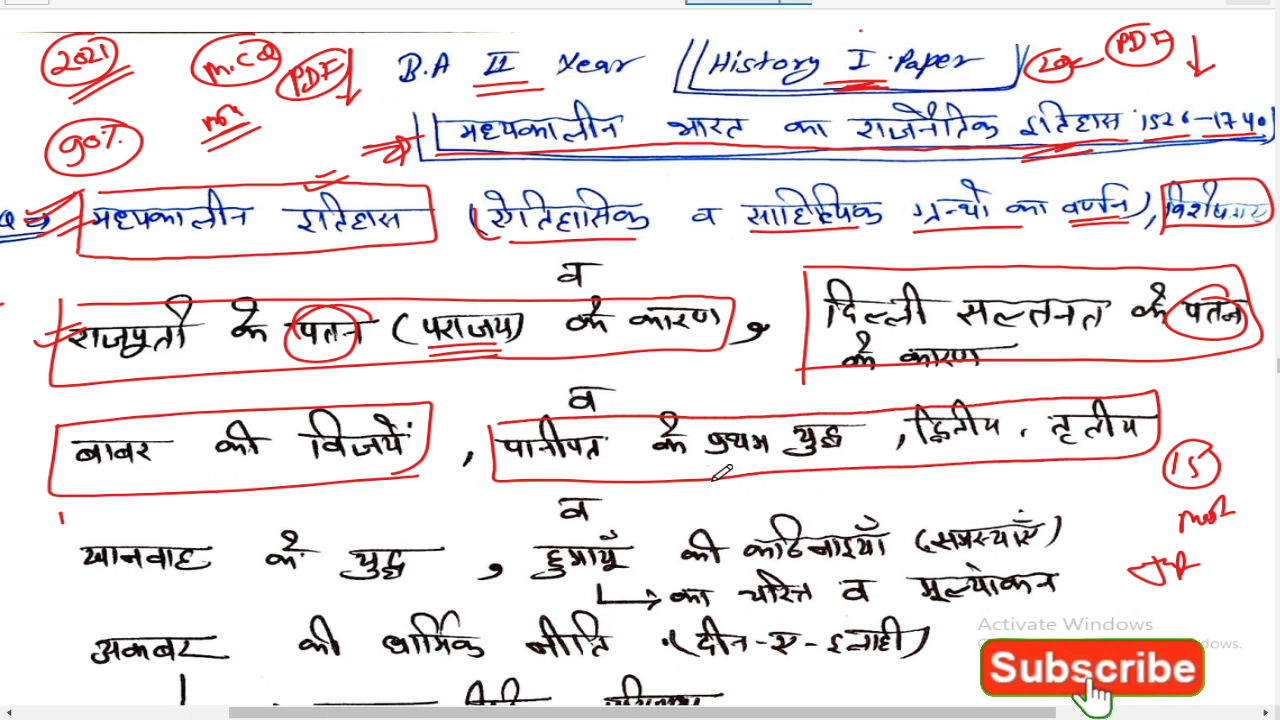 2021 M.C.Q PDF B.A II Year History I Paper 20 PDF
90%
मध्यकालीन भारत का राजनैतिक इतिहास 1526-1740
मध्यकालीन इतिहास (ऐतिहासिक व साहित्यिक ग्रन्थो का वर्णन),
व
राजपूतो के पतन (पराजय) के कारण, दिल्ली सल्तनत के पतन
के कारण
व
बाबर की विजयें, पानीपत के प्रथम युद्ध, द्वितीय, तृतीय
15
व
खानवाह के युद्ध, हुमायूँ की कठिनाइयाँ (समस्याएँ)
का चरित्र व मूल्योकन
Activate Windows
अकबर की धार्मिक नीति (दीन-ए-इलाही)
Subscribe